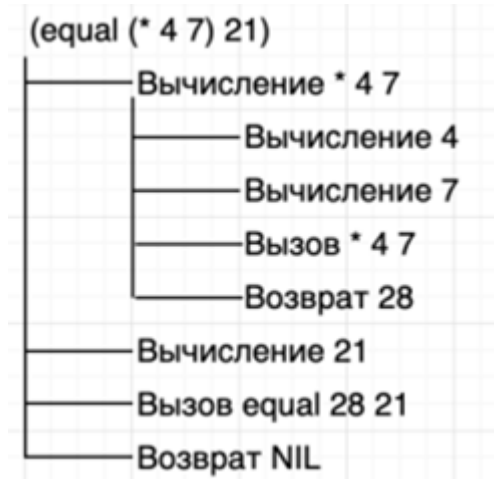 (equal (* 4 7) 21)
Вычисление * 4 7
Вычисление 4
Вычисление 7
Вызов * 4 7
Возврат 28
Вычисление 21
Вызов equal 28 21
Возврат NIL